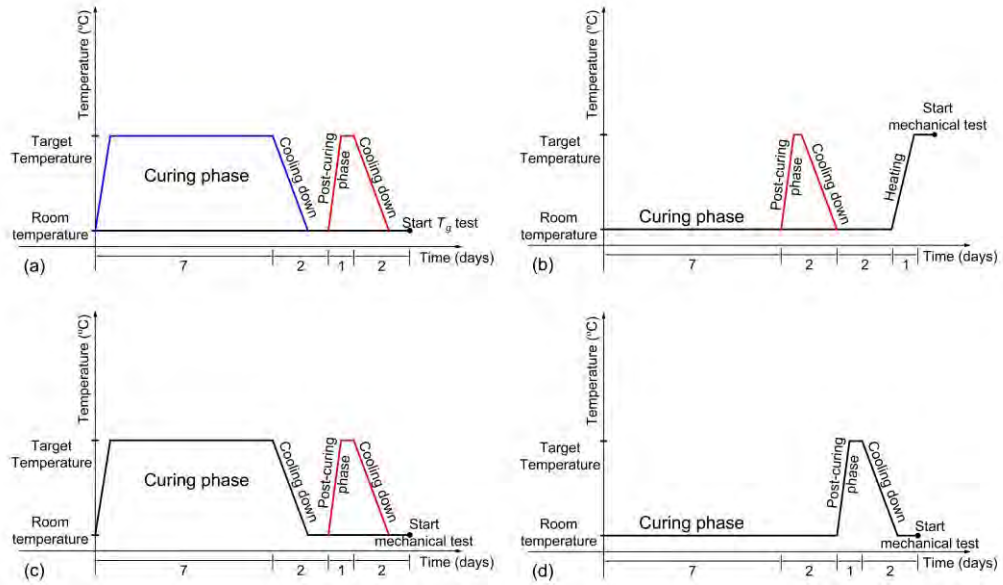 Temperature (°C)
Target
Temperature
Room
temperature
Curing phase
Cooling down
Post-curing
phase
Cooling down
Start Tg test
(a)
7
2
1
2
Time (days)
Temperature (°C)
Target
Temperature
Room
temperature
Curing phase
Post-curing
phase
Cooling down
Heating
Start
mechanical test
(b)
7
2
2
1
Time (days)
Temperature (°C)
Target
Temperature
Room
temperature
Curing phase
Cooling down
Post-curing
phase
Cooling down
Start
mechanical test
(c)
7
2
1
2
Time (days)
Temperature (°C)
Target
Temperature
Room
temperature
Curing phase
Post-curing
phase
Cooling down
Start
mechanical test
(d)
7
2
1
2
Time (days)